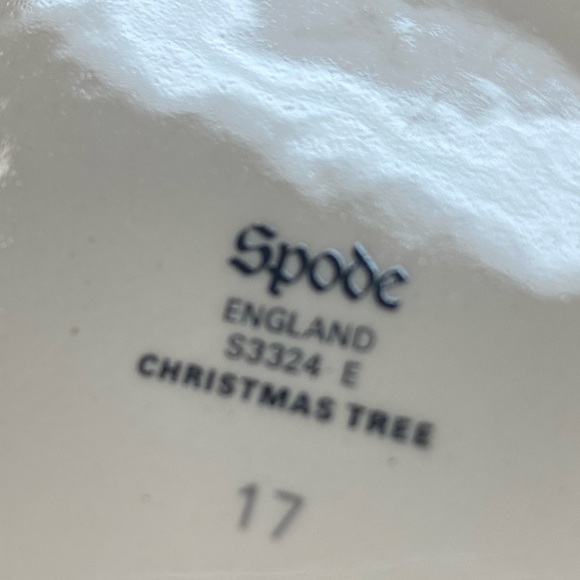 Spode
ENGLAND
S3324 E
CHRISTMAS TREE
17